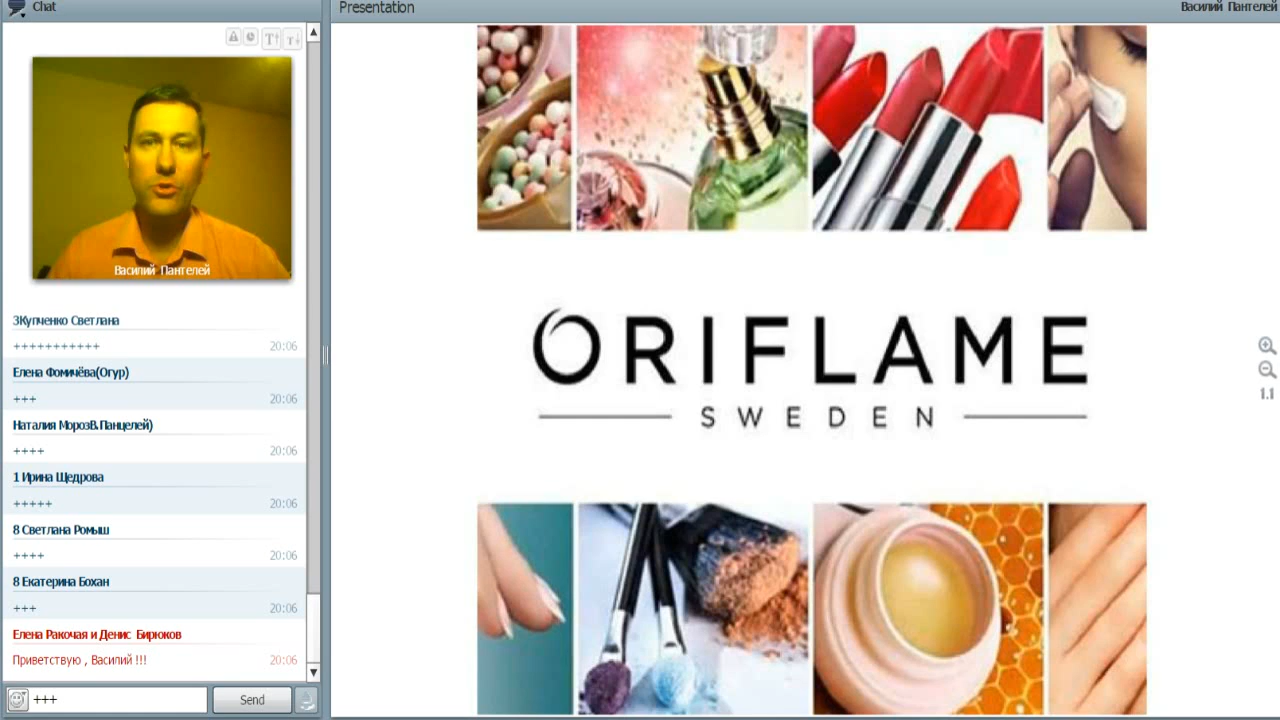 Chat
Presentation
Василий Пантелей
Василий Пантелей
3Купченко Светлана
+++++++++++ 20:06
Елена Фомичёва(Огур)
+++ 20:06
Наталия МорозВ.Панцелей)
++++ 20:06
1 Ирина Щедрова
+++++ 20:06
8 Светлана Ромыш
++++ 20:06
8 Екатерина Бохан
+++ 20:06
Елена Ракочая и Денис Бирюков
Приветствую , Василий !!! 20:06
+++ Send
ORIFLAME
SWEDEN
1.1